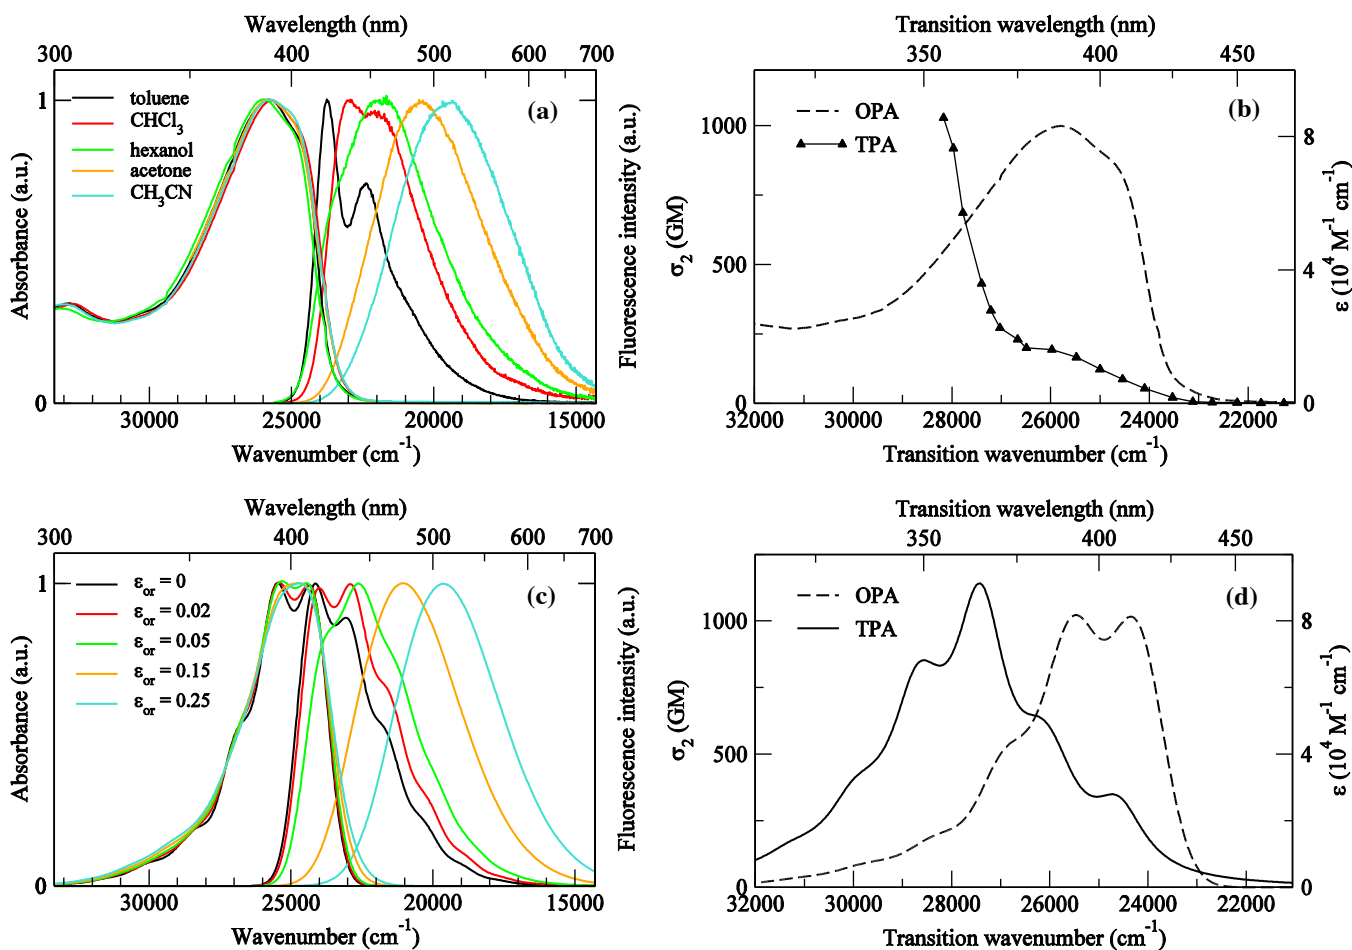 Wavelength (nm)
300 400 500 600 700
1
0
Absorbance (a.u.)
toluene
CHCl3
hexanol
acetone
CH3CN
(a)
Fluorescence intensity (a.u.)
30000 25000 20000 15000
Wavenumber (cm-1)
Transition wavelength (nm)
350 400 450
1000
500
0
σ2 (GM)
OPA
TPA
(b)
8
4
0
ε (10^4 M-1 cm-1)
32000 30000 28000 26000 24000 22000
Transition wavenumber (cm-1)
Wavelength (nm)
300 400 500 600 700
1
0
Absorbance (a.u.)
εor = 0
εor = 0.02
εor = 0.05
εor = 0.15
εor = 0.25
(c)
Fluorescence intensity (a.u.)
30000 25000 20000 15000
Wavenumber (cm-1)
Transition wavelength (nm)
350 400 450
1000
500
0
σ2 (GM)
OPA
TPA
(d)
8
4
0
ε (10^4 M-1 cm-1)
32000 30000 28000 26000 24000 22000
Transition wavenumber (cm-1)